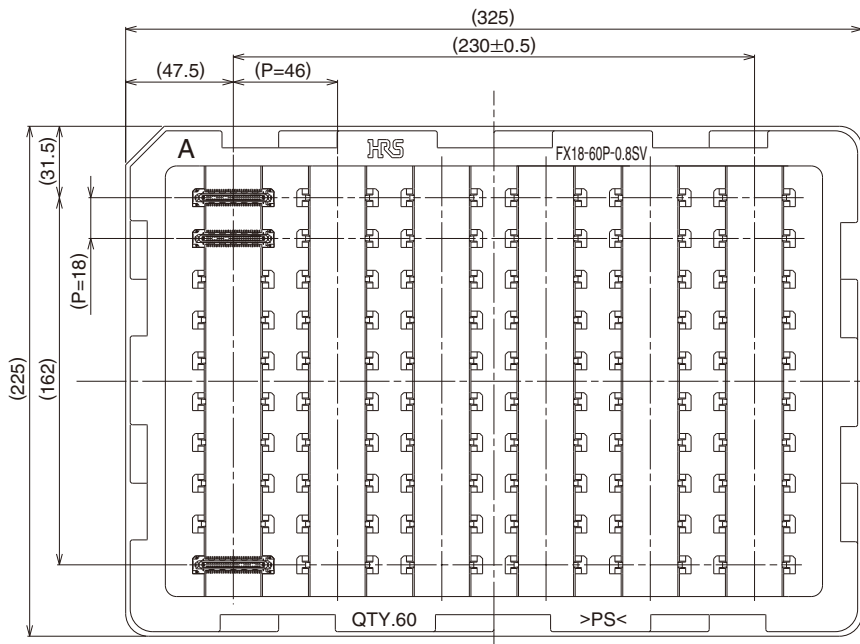 (325)
(230±0.5)
(47.5)
(P=46)
(31.5)
A
HRS
FX18-60P-0.8SV
(P=18)
(162)
(225)
QTY.60
>PS<